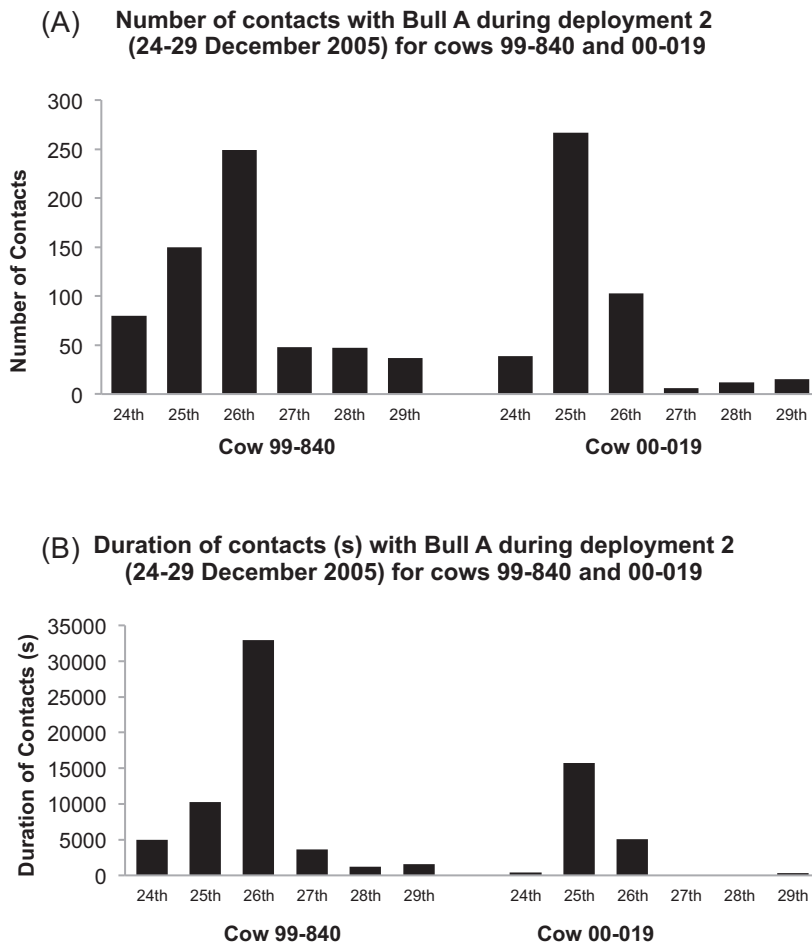 (A) Number of contacts with Bull A during deployment 2
(24-29 December 2005) for cows 99-840 and 00-019
Number of Contacts
300
250
200
150
100
50
0
24th 25th 26th 27th 28th 29th 24th 25th 26th 27th 28th 29th
Cow 99-840 Cow 00-019
(B) Duration of contacts (s) with Bull A during deployment 2
(24-29 December 2005) for cows 99-840 and 00-019
Duration of Contacts (s)
35000
30000
25000
20000
15000
10000
5000
0
24th 25th 26th 27th 28th 29th 24th 25th 26th 27th 28th 29th
Cow 99-840 Cow 00-019